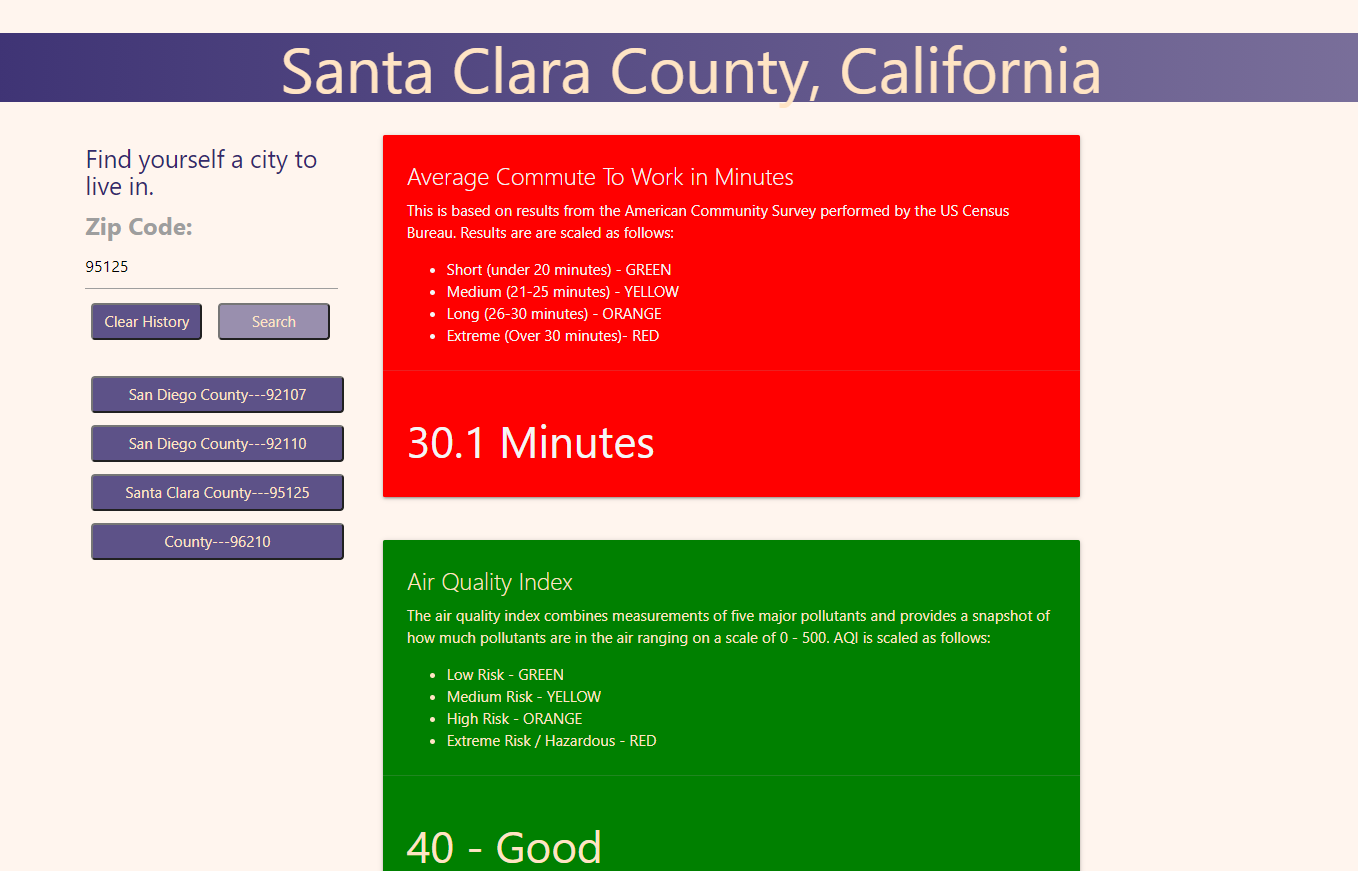 Santa Clara County, California
Find yourself a city to
live in.
Zip Code:
95125
Clear History
Search
San Diego County---92107
San Diego County---92110
Santa Clara County---95125
County---96210
Average Commute To Work in Minutes
This is based on results from the American Community Survey performed by the US Census
Bureau. Results are are scaled as follows:
• Short (under 20 minutes) - GREEN
• Medium (21-25 minutes) - YELLOW
• Long (26-30 minutes) - ORANGE
• Extreme (Over 30 minutes)- RED
30.1 Minutes
Air Quality Index
The air quality index combines measurements of five major pollutants and provides a snapshot of
how much pollutants are in the air ranging on a scale of 0 - 500. AQI is scaled as follows:
• Low Risk - GREEN
• Medium Risk - YELLOW
• High Risk - ORANGE
• Extreme Risk / Hazardous - RED
40 - Good